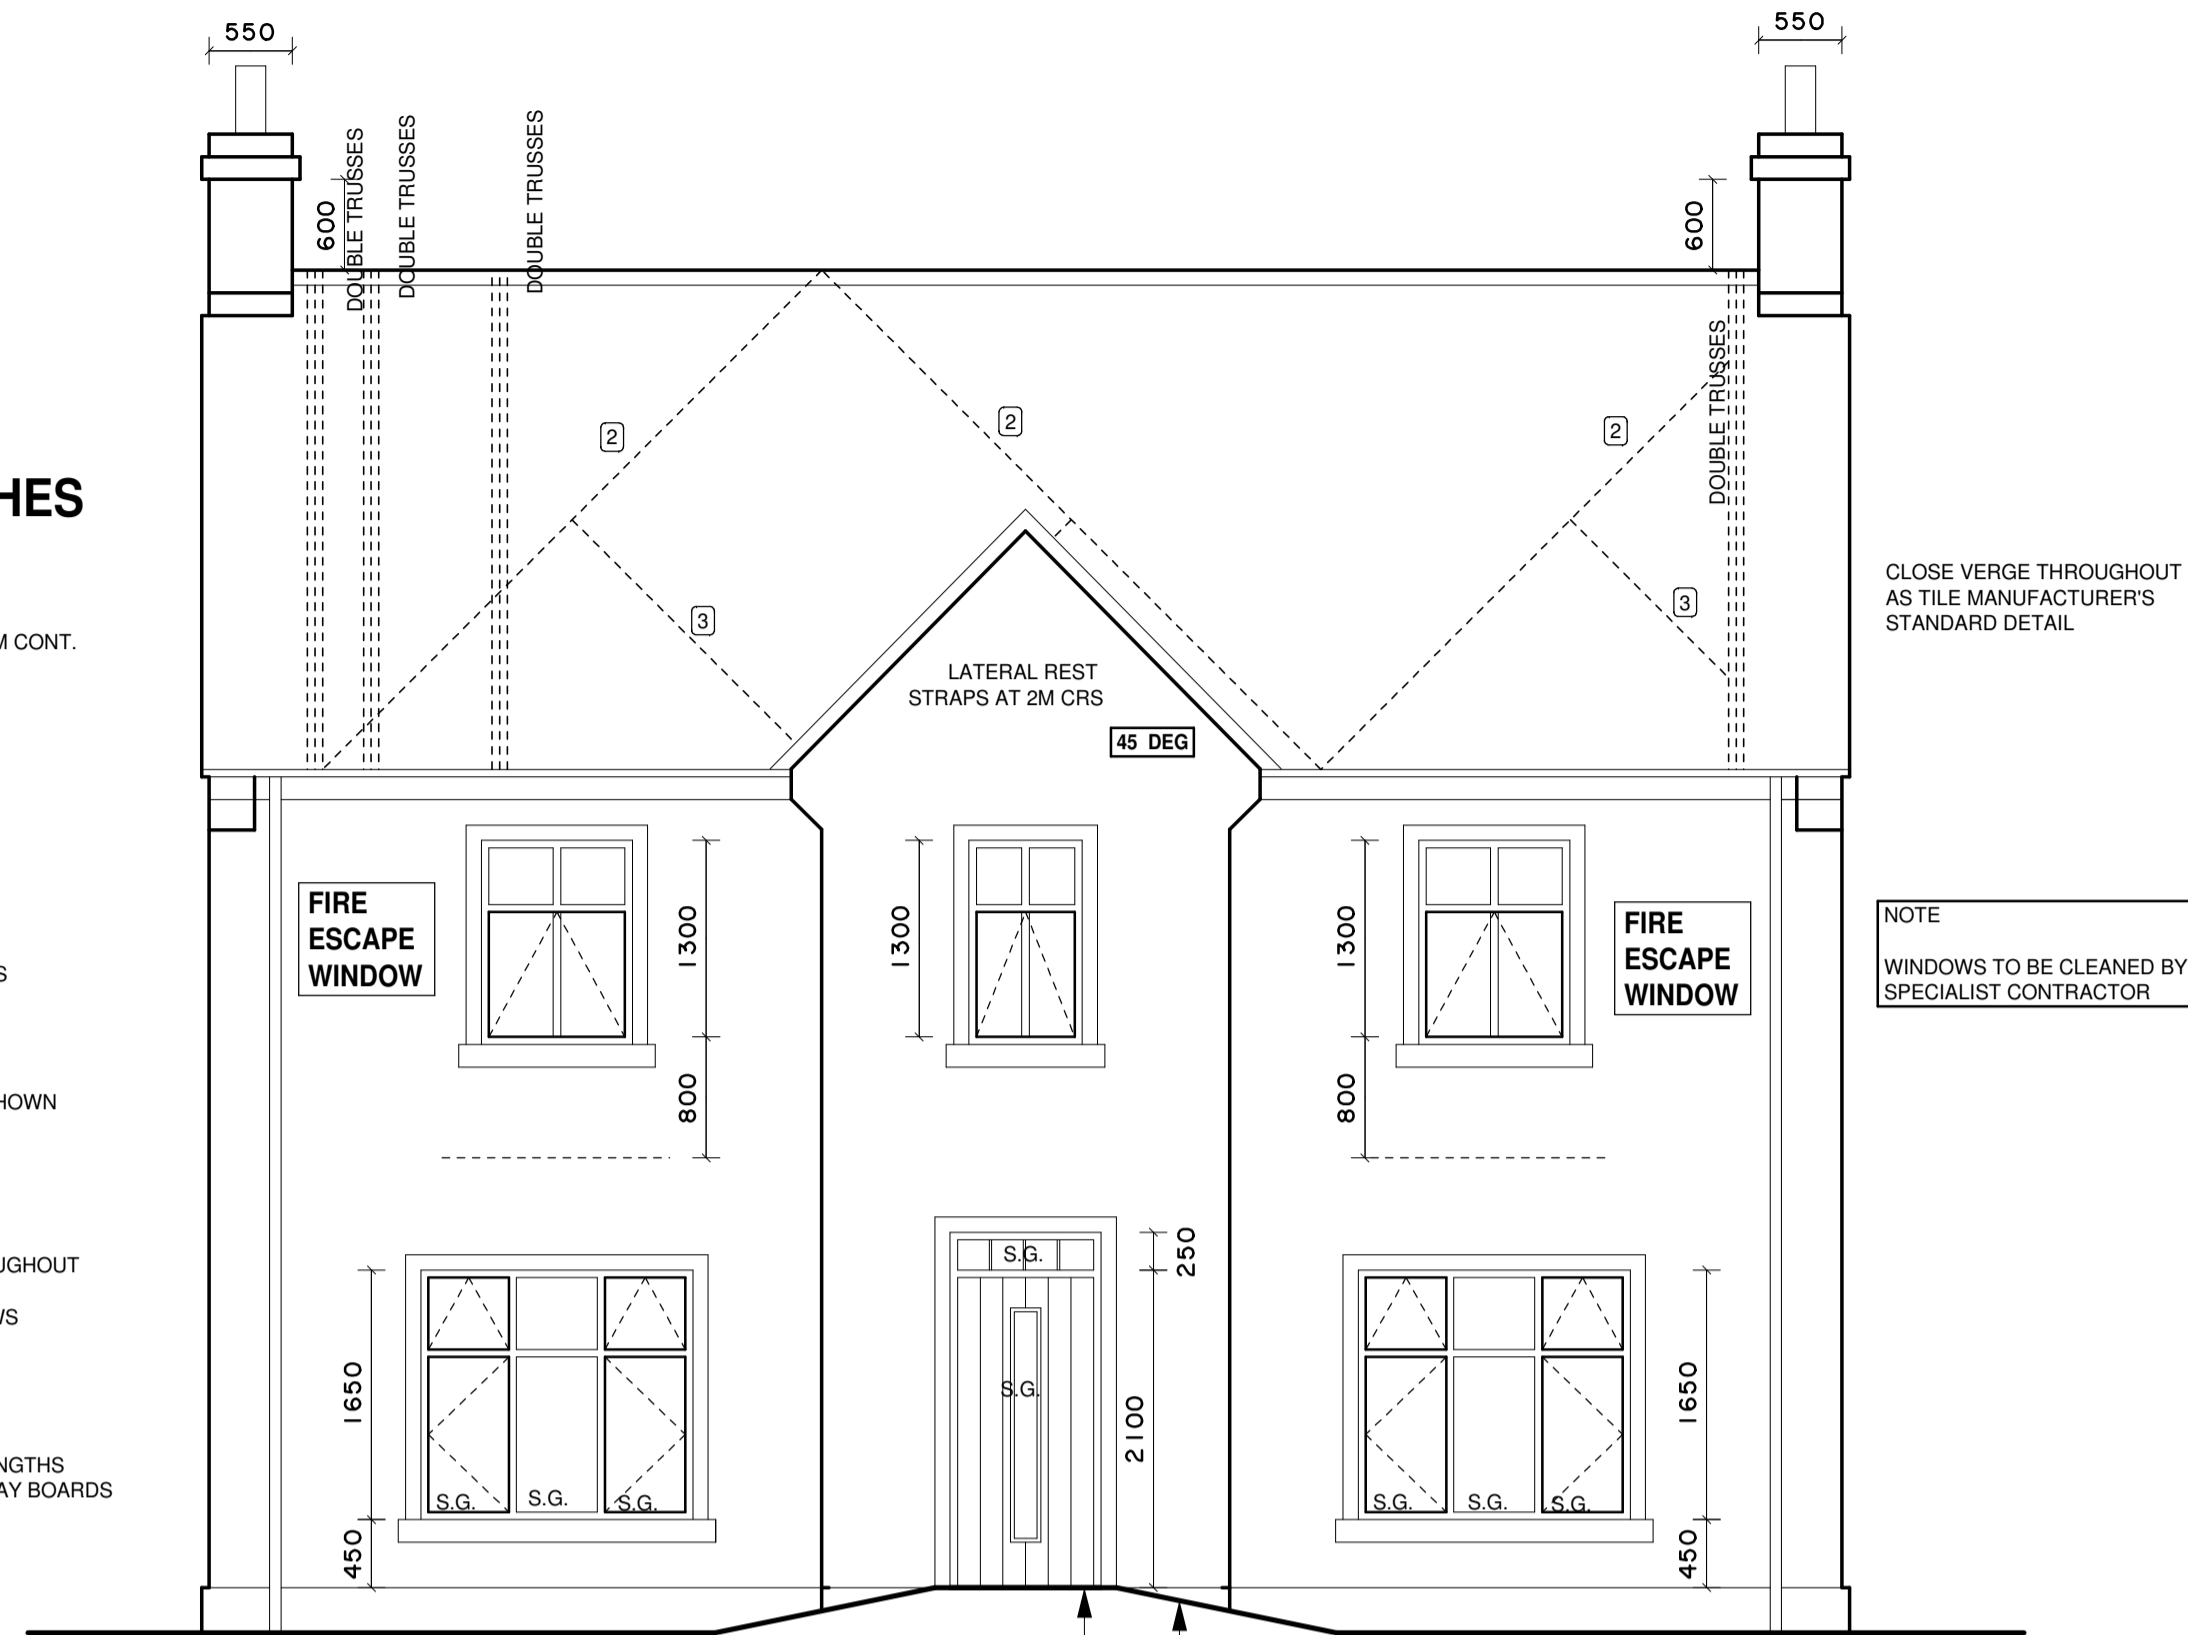 550
550
DOUBLE TRUSSES
DOUBLE TRUSSES
DOUBLE TRUSSES
600
600
DOUBLE TRUSSES
2
2
2
HES
3
3
CLOSE VERGE THROUGHOUT
AS TILE MANUFACTURER'S
STANDARD DETAIL
M CONT.
LATERAL REST
STRAPS AT 2M CRS
45 DEG
FIRE
ESCAPE
WINDOW
1300
1300
1300
FIRE
ESCAPE
WINDOW
NOTE
WINDOWS TO BE CLEANED BY
SPECIALIST CONTRACTOR
S
800
800
HOWN
S.G.
250
UGHOUT
WS
1650
S.G.
2100
1650
NGTHS
AY BOARDS
S.G.
S.G.
S.G.
S.G.
S.G.
S.G.
450
450